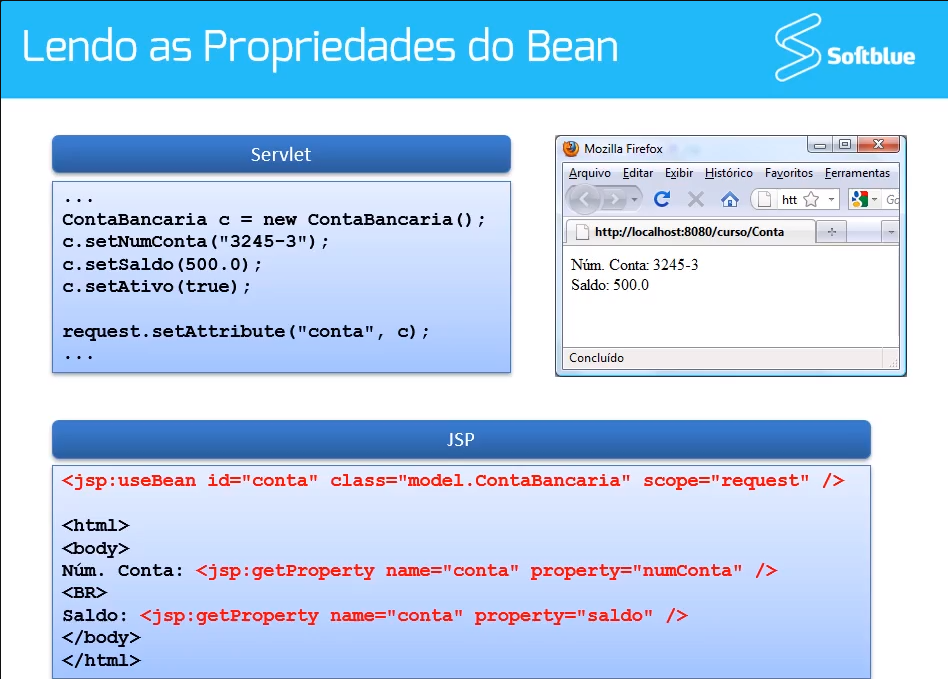 Lendo as Propriedades do Bean
Softblue
Servlet
...
ContaBancaria c = new ContaBancaria();
c.setNumConta("3245-3");
c.setSaldo(500.0);
c.setAtivo(true);
request.setAttribute("conta", c);
...
Mozilla Firefox
Arquivo Editar Exibir Histórico Favoritos Ferramentas
htt
http://localhost:8080/curso/Conta
Núm. Conta: 3245-3
Saldo: 500.0
Concluído
JSP
<jsp:useBean id="conta" class="model.ContaBancaria" scope="request" />
<html>
<body>
Núm. Conta: <jsp:getProperty name="conta" property="numConta" />
<BR>
Saldo: <jsp:getProperty name="conta" property="saldo" />
</body>
</html>